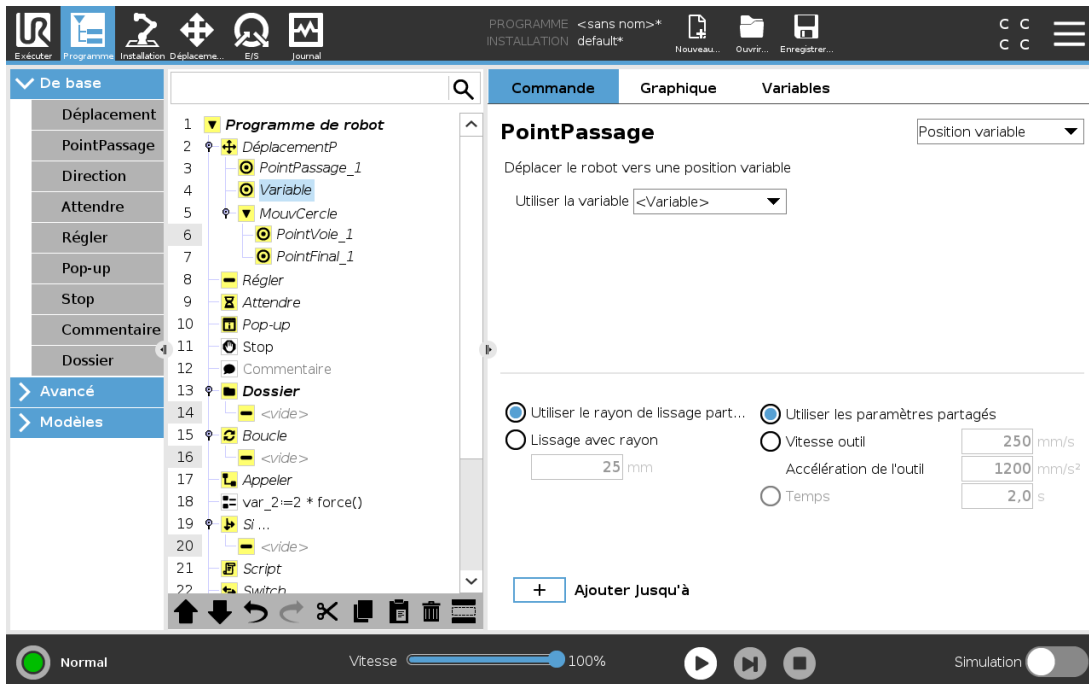 PROGRAMME <sans nom>*
INSTALLATION default*
C C
C C
Exécuter Programme Installation Déplaceme... E/S Journal
Nouveau... Ouvrir... Enregistrer...
De base
Déplacement
PointPassage
Direction
Attendre
Régler
Pop-up
Stop
Commentaire
Dossier
Avancé
Modèles
1 Programme de robot
2 DéplacementP
3 PointPassage_1
4 Variable
5 MouvCercle
6 PointVoie_1
7 PointFinal_1
8 Régler
9 Attendre
10 Pop-up
11 Stop
12 Commentaire
13 Dossier
14 <vide>
15 Boucle
16 <vide>
17 Appeler
18 var_2:=2 * force()
19 Si ...
20 <vide>
21 Script
22 Switch
Commande Graphique Variables
PointPassage
Position variable
Déplacer le robot vers une position variable
Utiliser la variable <Variable>
Utiliser le rayon de lissage part...
Lissage avec rayon
25 mm
Utiliser les paramètres partagés
Vitesse outil 250 mm/s
Accélération de l'outil 1200 mm/s²
Temps 2,0 s
+ Ajouter Jusqu'à
Normal
Vitesse 100%
Simulation